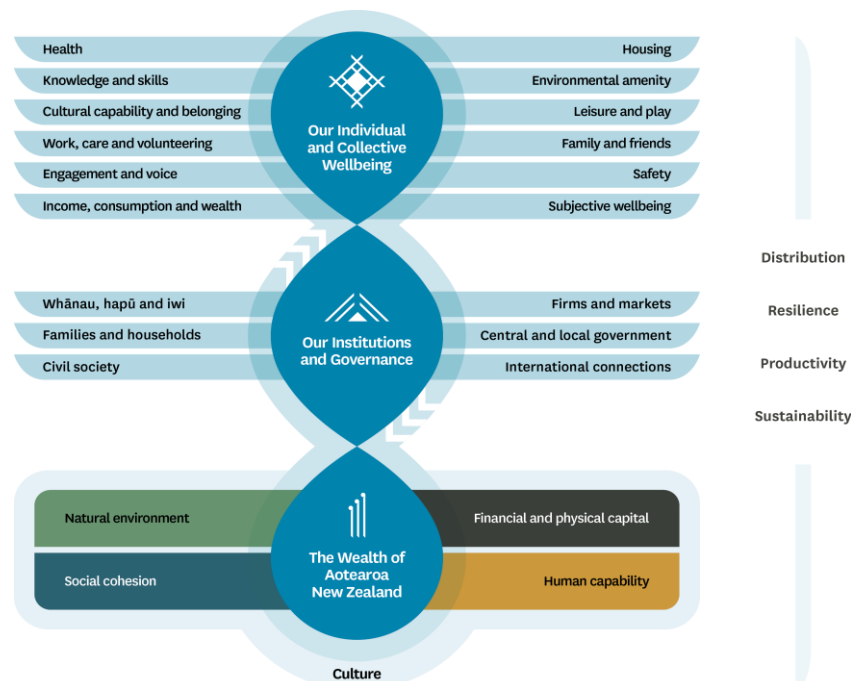 Health
Knowledge and skills
Cultural capability and belonging
Work, care and volunteering
Engagement and voice
Income, consumption and wealth
Our Individual
and Collective
Wellbeing
Housing
Environmental amenity
Leisure and play
Family and friends
Safety
Subjective wellbeing
Whānau, hapū and iwi
Families and households
Civil society
Our Institutions
and Governance
Firms and markets
Central and local government
International connections
Natural environment
Social cohesion
The Wealth of
Aotearoa
New Zealand
Financial and physical capital
Human capability
Culture
Distribution
Resilience
Productivity
Sustainability